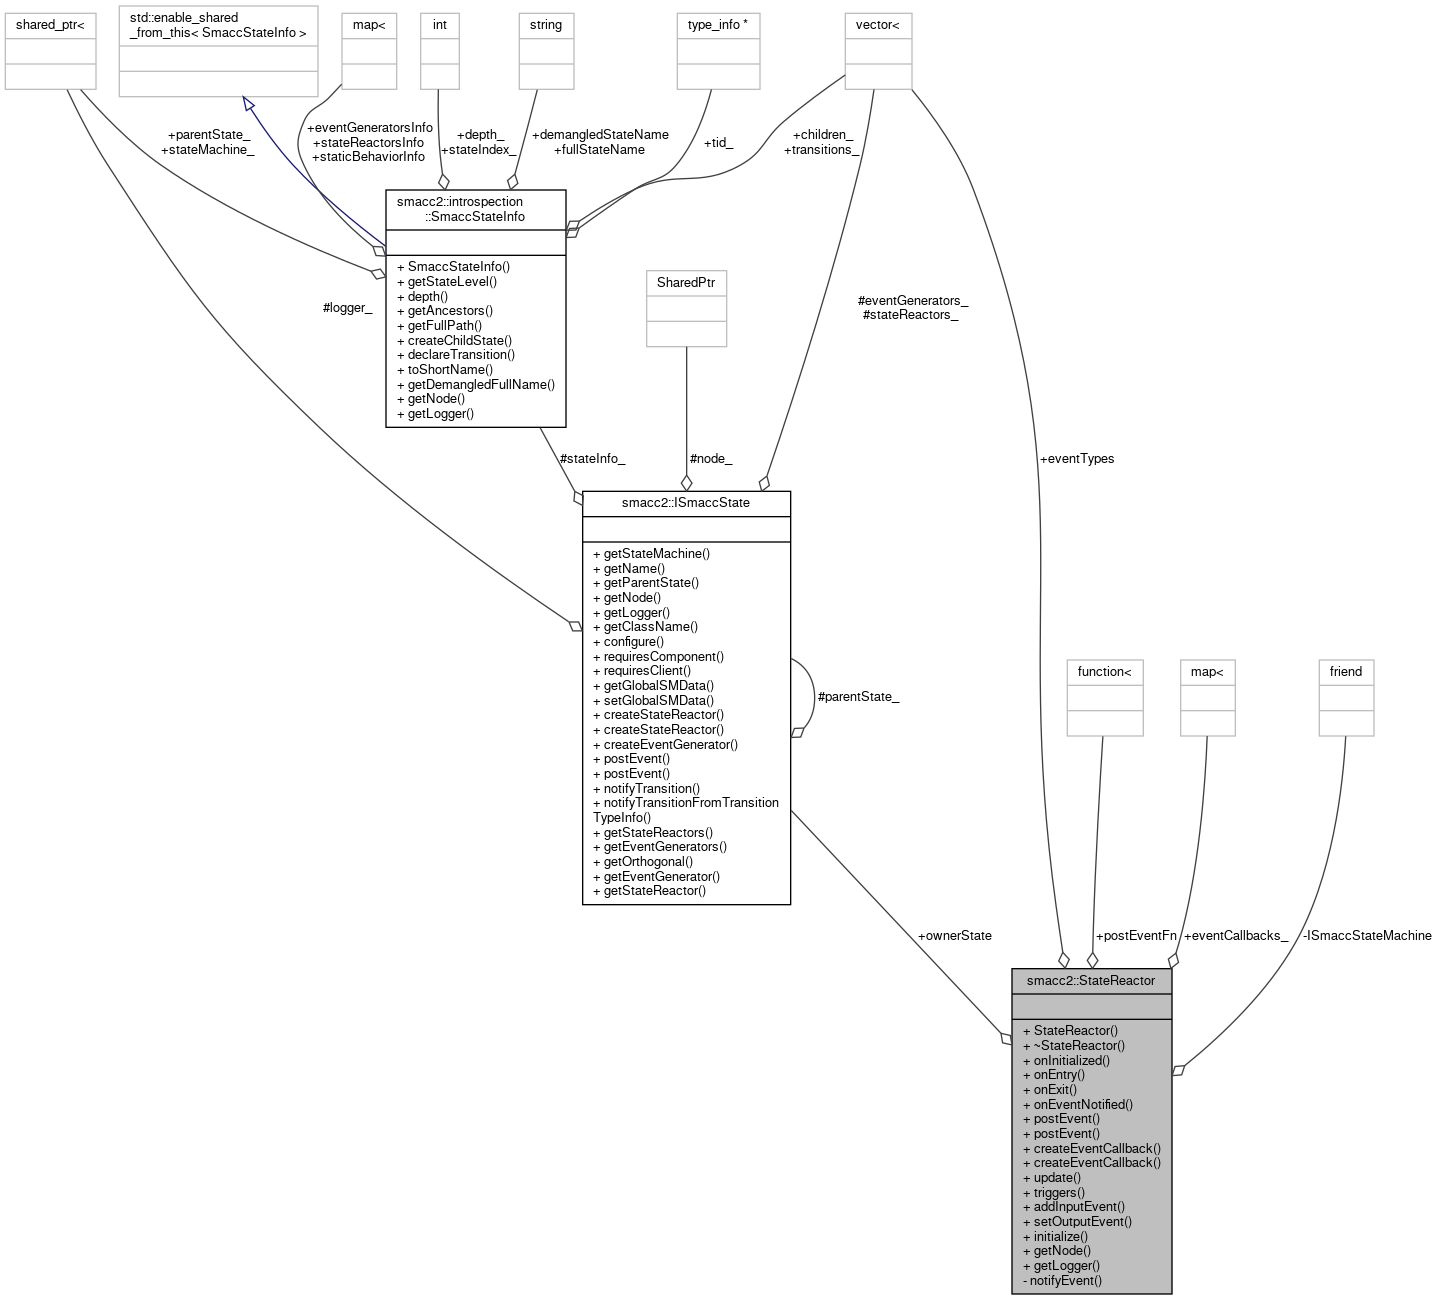 shared_ptr<
std::enable_shared
_from_this< SmaccStateInfo >
map<
int
string
type_info *
vector<
+parentState_
+stateMachine_
+eventGeneratorsInfo
+stateReactorsInfo
+staticBehaviorInfo
+depth_
+stateIndex_
+demangledStateName
+fullStateName
+tid_
+children_
+transitions_
smacc2::introspection
::SmaccStateInfo
+ SmaccStateInfo()
+ getStateLevel()
+ depth()
+ getAncestors()
+ getFullPath()
+ createChildState()
+ declareTransition()
+ toShortName()
+ getDemangledFullName()
+ getNode()
+ getLogger()
#logger_
SharedPtr
#eventGenerators_
#stateReactors_
#stateInfo_
#node_
+eventTypes
smacc2::ISmaccState
+ getStateMachine()
+ getName()
+ getParentState()
+ getNode()
+ getLogger()
+ getClassName()
+ configure()
+ requiresComponent()
+ requiresClient()
+ getGlobalSMData()
+ setGlobalSMData()
+ createStateReactor()
+ createStateReactor()
+ createEventGenerator()
+ postEvent()
+ postEvent()
+ notifyTransition()
+ notifyTransitionFromTransition
TypeInfo()
+ getStateReactors()
+ getEventGenerators()
+ getOrthogonal()
+ getEventGenerator()
+ getStateReactor()
#parentState_
function<
map<
friend
+ownerState
+postEventFn
+eventCallbacks_
-ISmaccStateMachine
smacc2::StateReactor
+ StateReactor()
+ ~StateReactor()
+ onInitialized()
+ onEntry()
+ onExit()
+ onEventNotified()
+ postEvent()
+ postEvent()
+ createEventCallback()
+ createEventCallback()
+ update()
+ triggers()
+ addInputEvent()
+ setOutputEvent()
+ initialize()
+ getNode()
+ getLogger()
- notifyEvent()